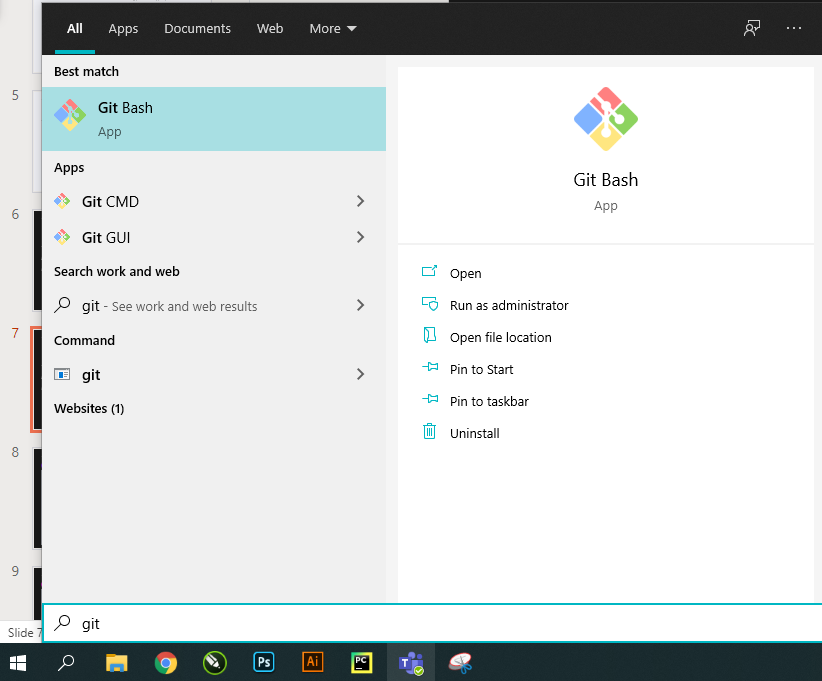 All Apps Documents Web More
Best match
Git Bash
App
Apps
Git CMD
Git GUI
Search work and web
git - See work and web results
Command
git
Websites (1)
Git Bash
App
Open
Run as administrator
Open file location
Pin to Start
Pin to taskbar
Uninstall
5
6
7
8
9
Slide 7
git
Ps
Ai
PC
T